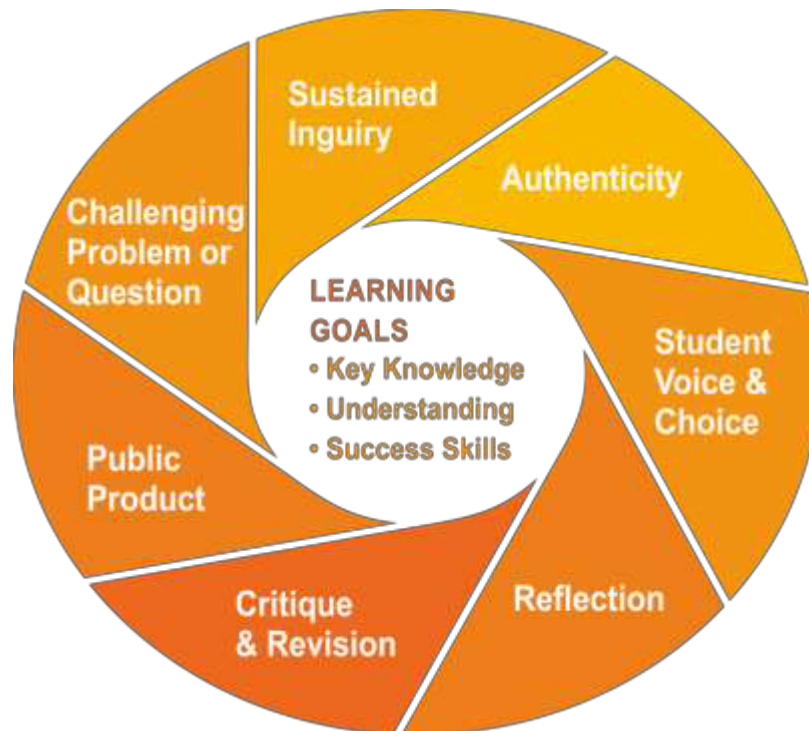 Sustained
Inguiry
Authenticity
Challenging
Problem or
Question
LEARNING
GOALS
• Key Knowledge
• Understanding
• Success Skills
Student
Voice &
Choice
Public
Product
Reflection
Critique
& Revision